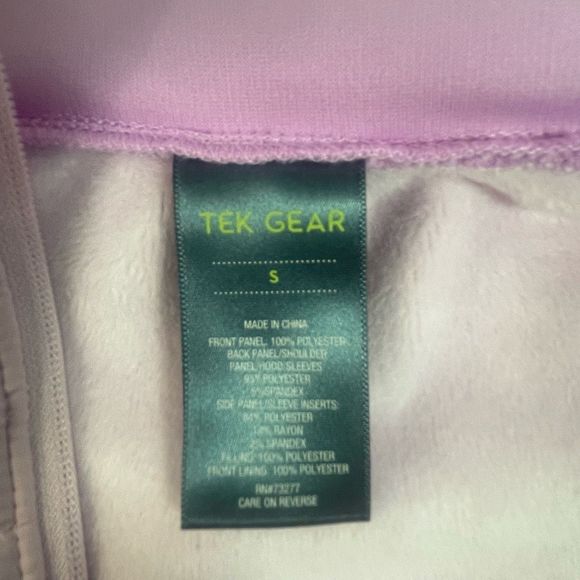 TEK GEAR
S
MADE IN CHINA
FRONT PANEL: 100% POLYESTER
BACK PANEL/SHOULDER
PANEL/HOOD/SLEEVES
95% POLYESTER
5% SPANDEX
SIDE PANEL/SLEEVE INSERTS:
84% POLYESTER
14% RAYON
2% SPANDEX
FILLING: 100% POLYESTER
FRONT LINING: 100% POLYESTER
RN#73277
CARE ON REVERSE